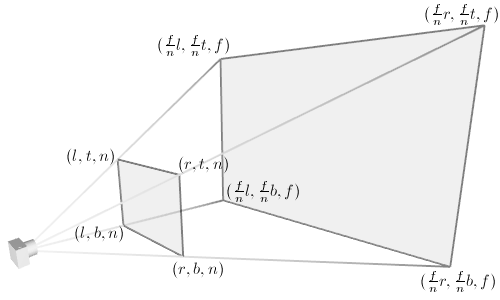 (f/n r, f/n t, f)
(f/n l, f/n t, f)
(l, t, n)
(r, t, n)
(f/n l, f/n b, f)
(l, b, n)
(r, b, n)
(f/n r, f/n b, f)